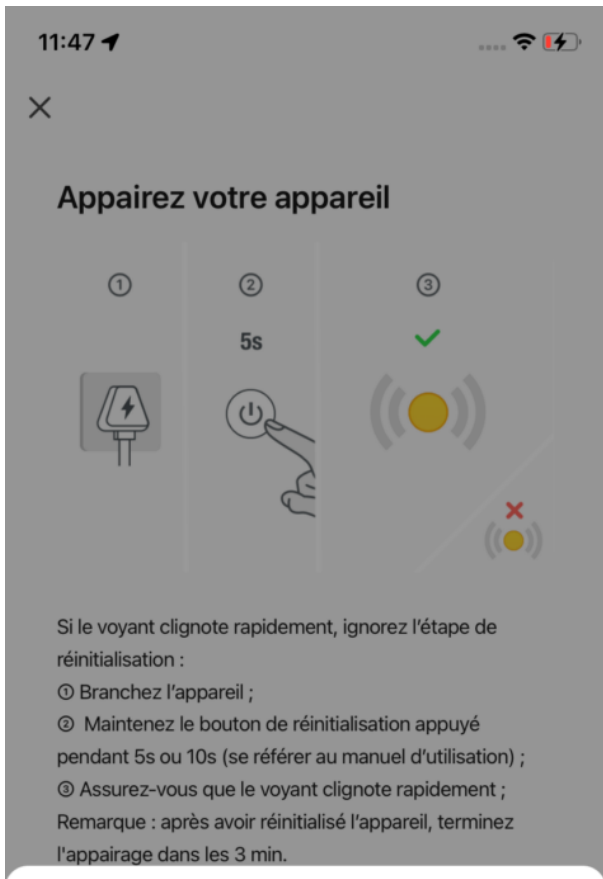 11:47
Appairez votre appareil
① ② ③
5s
Si le voyant clignote rapidement, ignorez l’étape de
réinitialisation :
① Branchez l’appareil ;
② Maintenez le bouton de réinitialisation appuyé
pendant 5s ou 10s (se référer au manuel d’utilisation) ;
③ Assurez-vous que le voyant clignote rapidement ;
Remarque : après avoir réinitialisé l’appareil, terminez
l'appairage dans les 3 min.